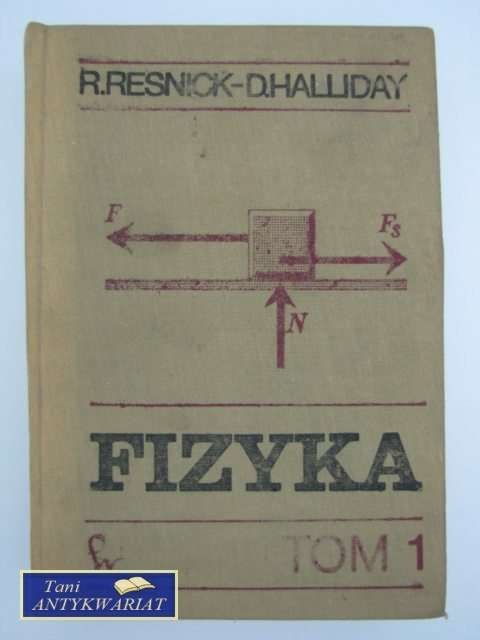 R.RESNICK-D.HALLIDAY
F
Fs
N
FIZYKA
TOM 1
Tani
ANTYKWARIAT